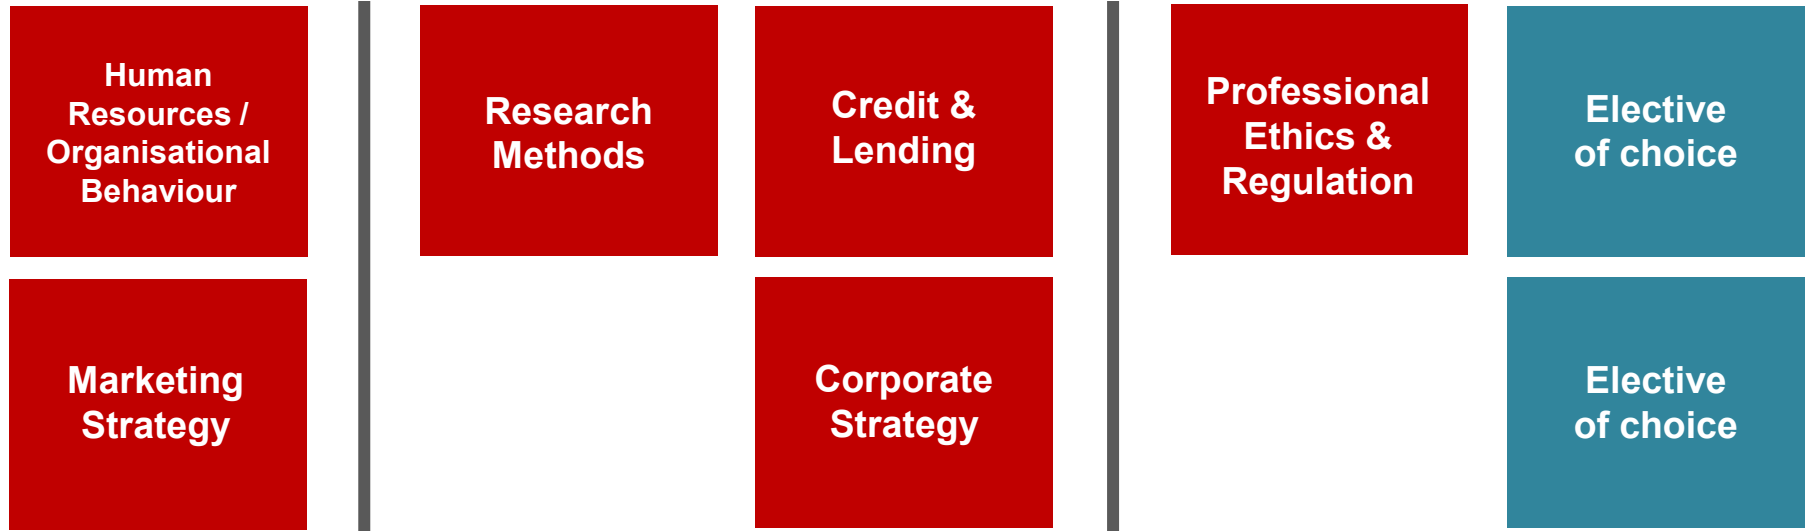 Human
Resources /
Organisational
Behaviour
Marketing
Strategy
Research
Methods
Credit &
Lending
Corporate
Strategy
Professional
Ethics &
Regulation
Elective
of choice
Elective
of choice